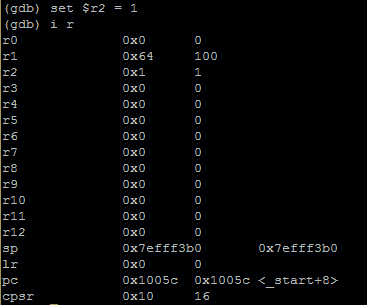 (gdb) set $r2 = 1
(gdb) i r
r0 0x0 0
r1 0x64 100
r2 0x1 1
r3 0x0 0
r4 0x0 0
r5 0x0 0
r6 0x0 0
r7 0x0 0
r8 0x0 0
r9 0x0 0
r10 0x0 0
r11 0x0 0
r12 0x0 0
sp 0x7efff3b0 0x7efff3b0
lr 0x0 0
pc 0x1005c 0x1005c <_start+8>
cpsr 0x10 16